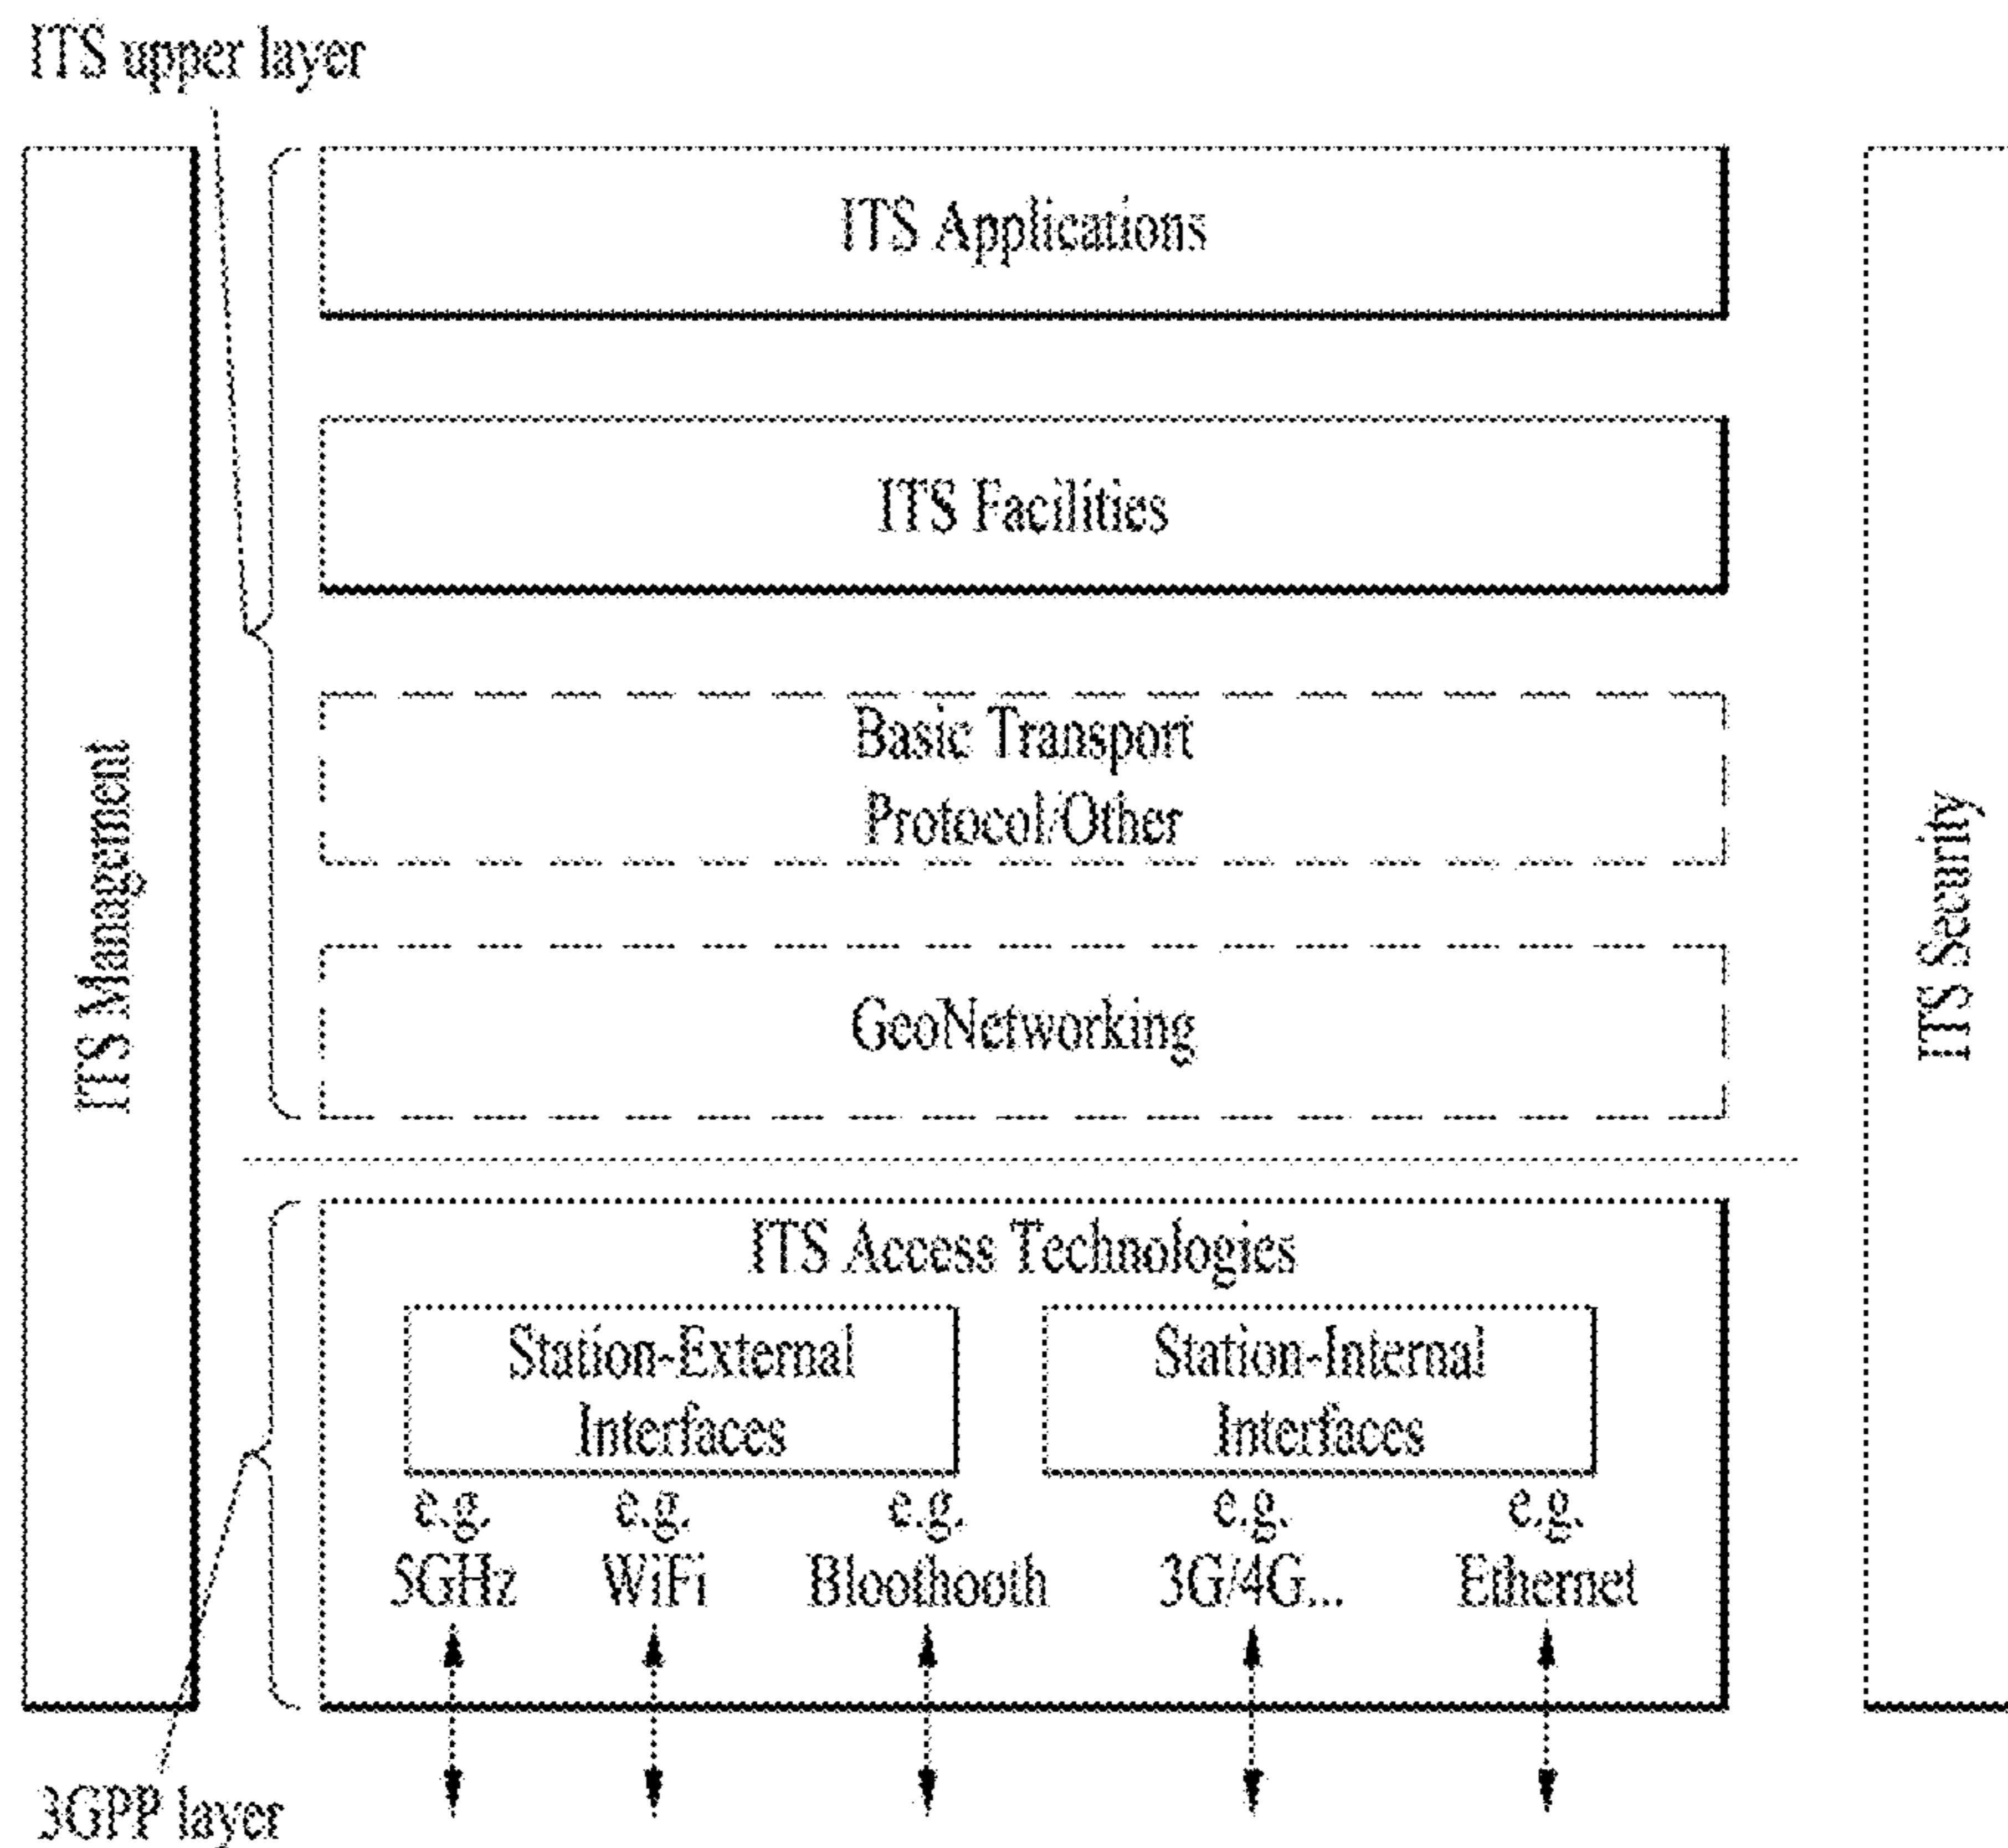 ITS upper layer
ITS Management
ITS Applications
ITS Facilities
Basic Transport
Protocol/Other
GeoNetworking
ITS Access Technologies
Station-External
Interfaces
Station-Internal
Interfaces
e.g. e.g. e.g. e.g. e.g.
5GHz WiFi Bloothooth 3G/4G... Ethernet
ITS Security
3GPP layer